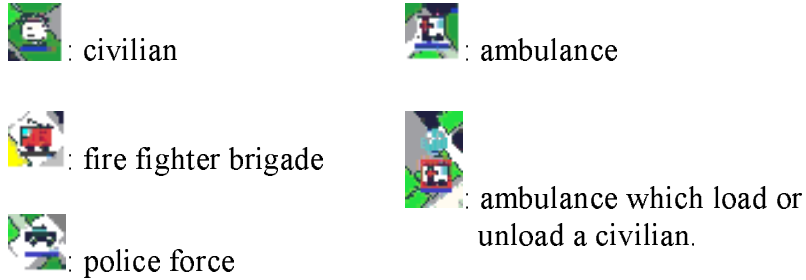 : civilian
: ambulance
: fire fighter brigade
: ambulance which load or
unload a civilian.
: police force